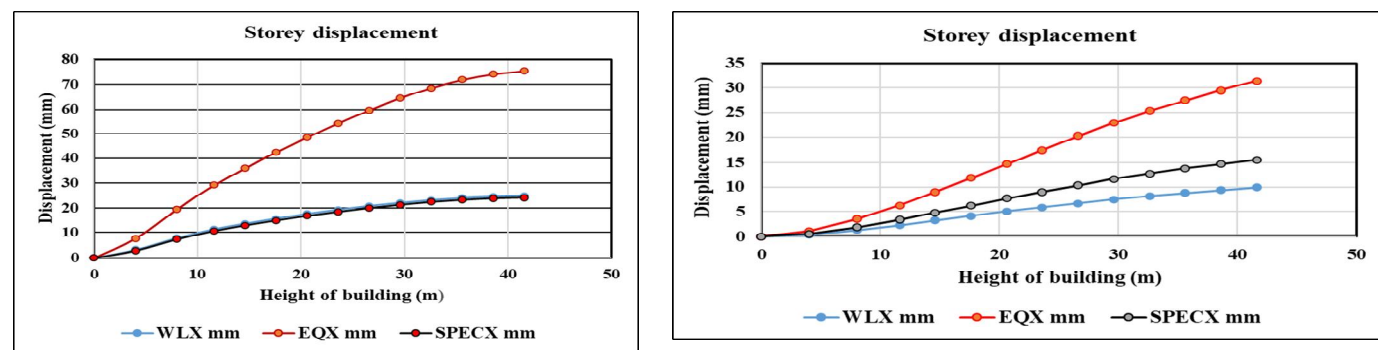 Storey displacement
80
70
60
50
40
30
20
10
0
Displacement (mm)
0 10 20 30 40 50
Height of building (m)
WLX mm EQX mm SPECX mm
Storey displacement
35
30
25
20
15
10
5
0
Displacement (mm)
0 10 20 30 40 50
Height of building (m)
WLX mm EQX mm SPECX mm